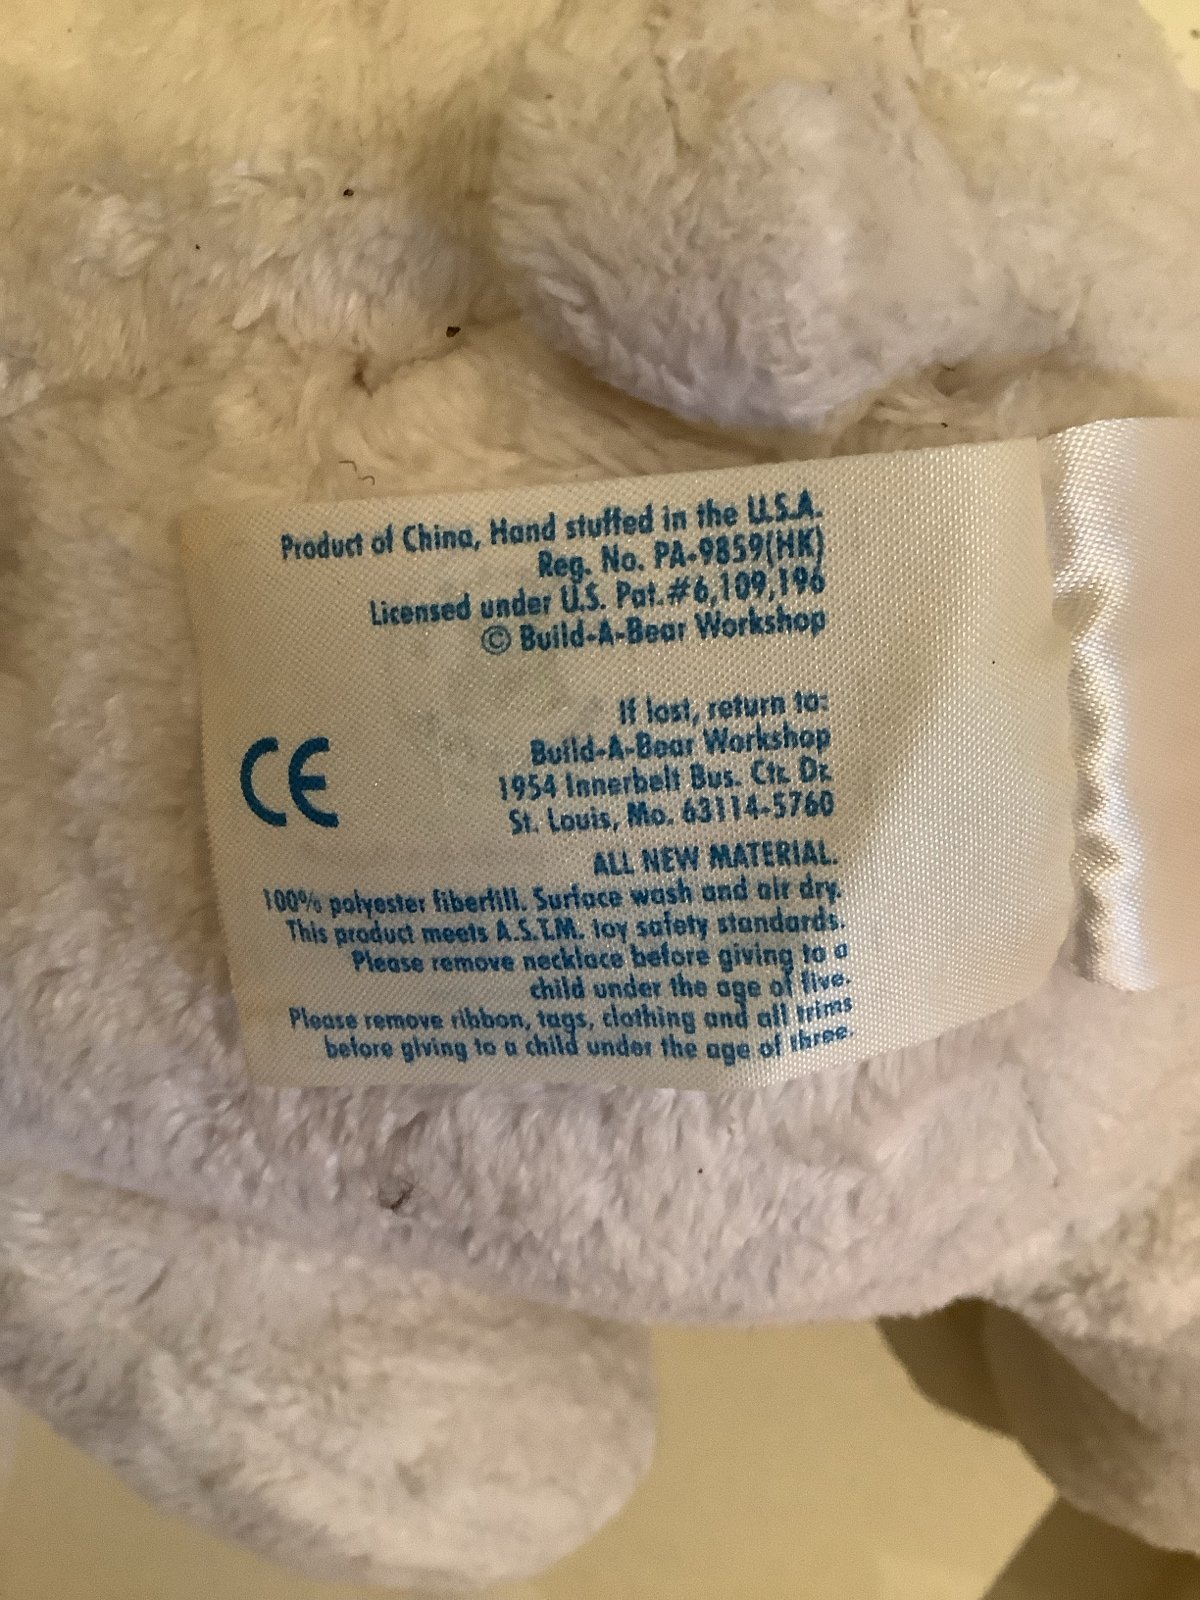 Product of China, Hand stuffed in the U.S.A.
Reg. No. PA-9859(HK)
Licensed under U.S. Pat.#6,109,196
© Build-A-Bear Workshop
If lost, return to:
Build-A-Bear Workshop
1954 Innerbelt Bus. Ctr. Dr.
St. Louis, Mo. 63114-5760
CE
ALL NEW MATERIAL.
100% polyester fiberfill. Surface wash and air dry.
This product meets A.S.T.M. toy safety standards.
Please remove necklace before giving to a
child under the age of five.
Please remove ribbon, tags, clothing and all trims
before giving to a child under the age of three.